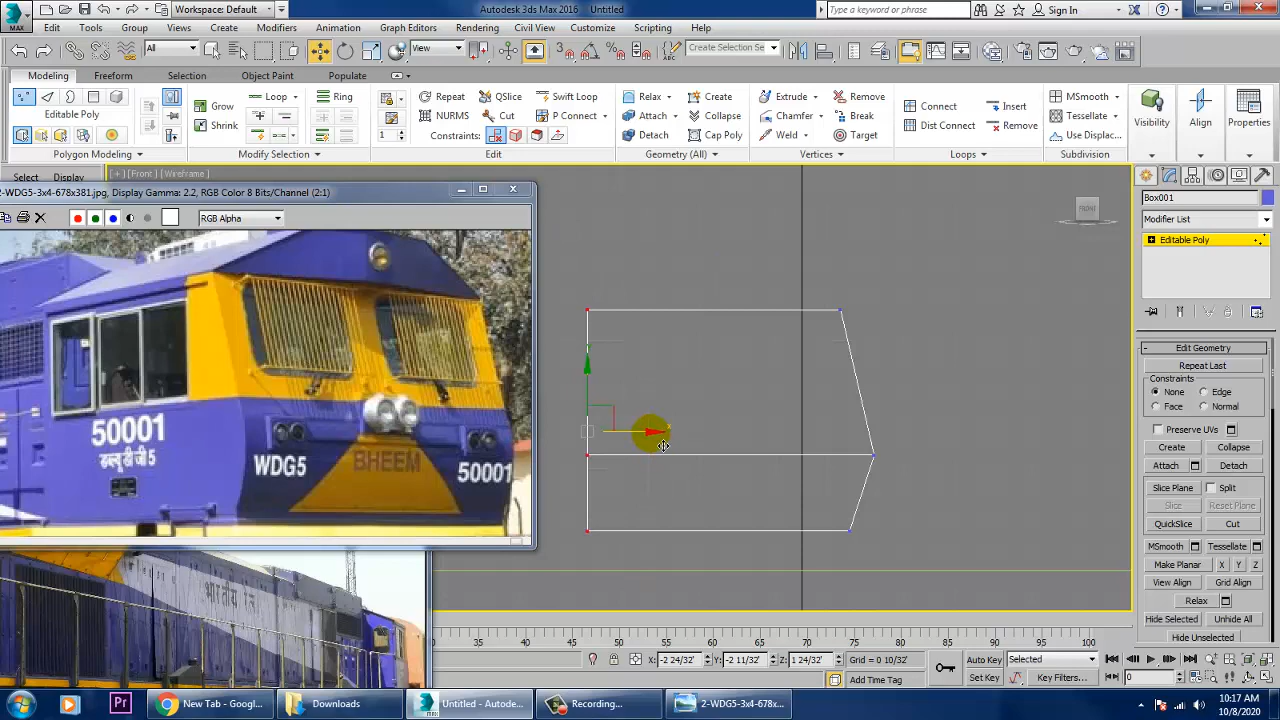 Workspace: Default
Autodesk 3ds Max 2016    Untitled
Type a keyword or phrase
Sign In
MAX
Edit Tools Group Views Create Modifiers Animation Graph Editors Rendering Civil View Customize Scripting Help
All View Create Selection Se
Modeling Freeform Selection Object Paint Populate
Grow Loop Ring Repeat QSlice Swift Loop Relax Create Extrude Remove Connect Insert MSmooth
Editable Poly Shrink NURMS Cut P Connect Attach Collapse Chamfer Break Dist Connect Remove Tessellate
1 Constraints: Detach Cap Poly Weld Target Use Displac... Visibility Align Properties
Polygon Modeling Modify Selection Edit Geometry (All) Vertices Loops Subdivision
Select Display
[+] [Front] [Wireframe]
2-WDG5-3x4-678x381.jpg, Display Gamma: 2.2, RGB Color 8 Bits/Channel (2:1)
RGB Alpha
FRONT
50001
डब्ल्यू डी जी 5
WDG5
BHEEM
50001
भारतीय रेल
x
Box001
Modifier List
Editable Poly
Edit Geometry
Repeat Last
Constraints
None Edge
Face Normal
Preserve UVs
Create Collapse
Attach Detach
Slice Plane Split
Slice Reset Plane
QuickSlice Cut
MSmooth Tessellate
Make Planar X Y Z
View Align Grid Align
Relax
Hide Selected Unhide All
Hide Unselected
35 40 45 50 55 60 65 70 75 80 85 90 95 100
X: -2 24/32' Y: -2 11/32' Z: 1 24/32' Grid = 0 10/32' Auto Key Selected
Add Time Tag Set Key Key Filters... 0
MAX
Pr New Tab - Googl... Downloads Untitled - Autode... Recording... 2-WDG5-3x4-678x...
10:17 AM
10/8/2020